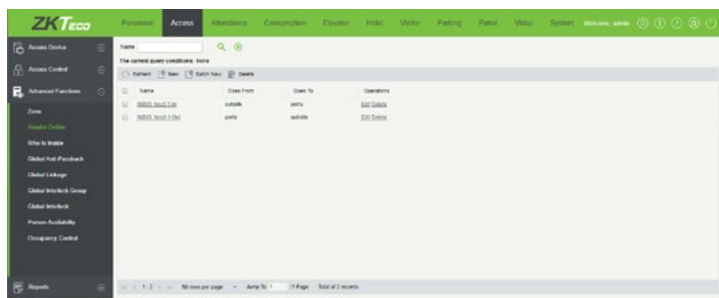 ZKTeco
Personnel Access Attendance Consumption Elevator Hotel Visitor Parking Patrol Video System Welcome, admin
Access Device
Access Control
Advanced Functions
Zone
Reader Define
Who Is Inside
Global Anti-Passback
Global Linkage
Global Interlock Group
Global Interlock
Person Availability
Occupancy Control
Reports
Name
The current query conditions: None
Refresh New Batch New Delete
Name Goes From Goes To Operations
outside Edit Delete
outside Edit Delete
1-2 50 rows per page Jump To 1 /1 Page Total of 2 records